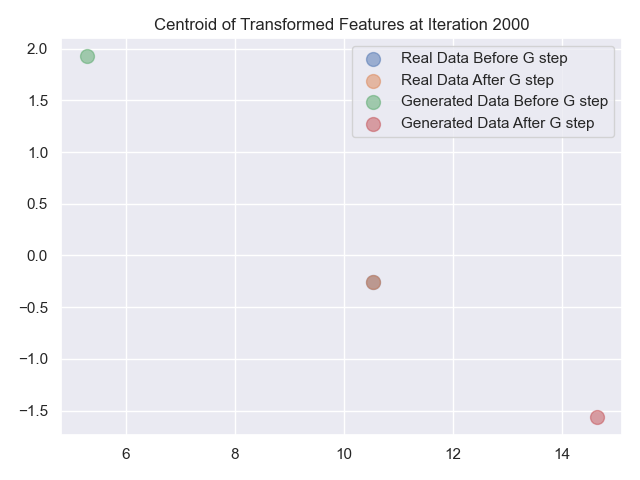 Centroid of Transformed Features at Iteration 2000
2.0
1.5
1.0
0.5
0.0
−0.5
−1.0
−1.5
Real Data Before G step
Real Data After G step
Generated Data Before G step
Generated Data After G step
6 8 10 12 14